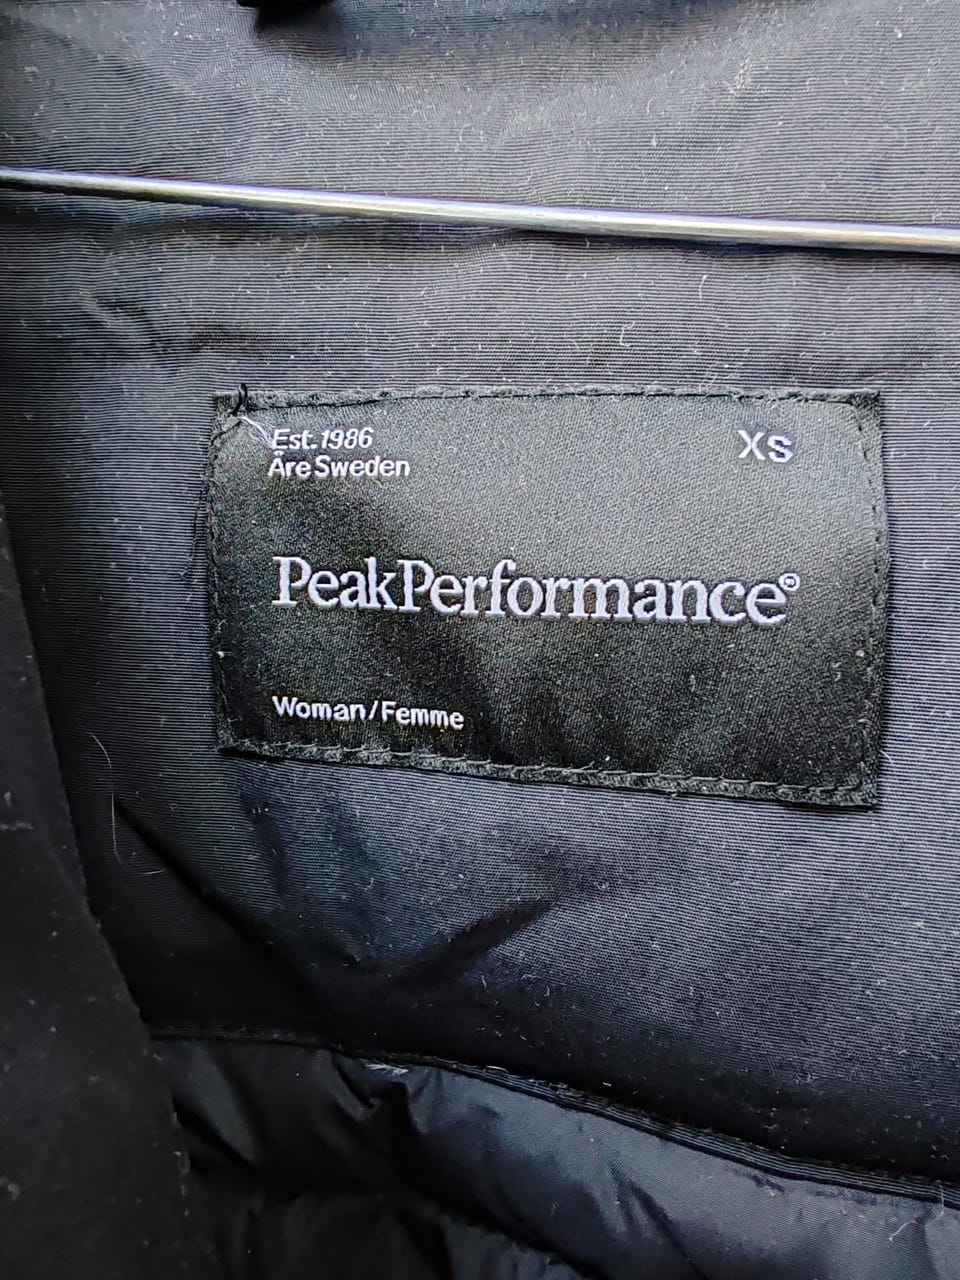 Est. 1986
Åre Sweden
XS
PeakPerformance®
Woman/Femme